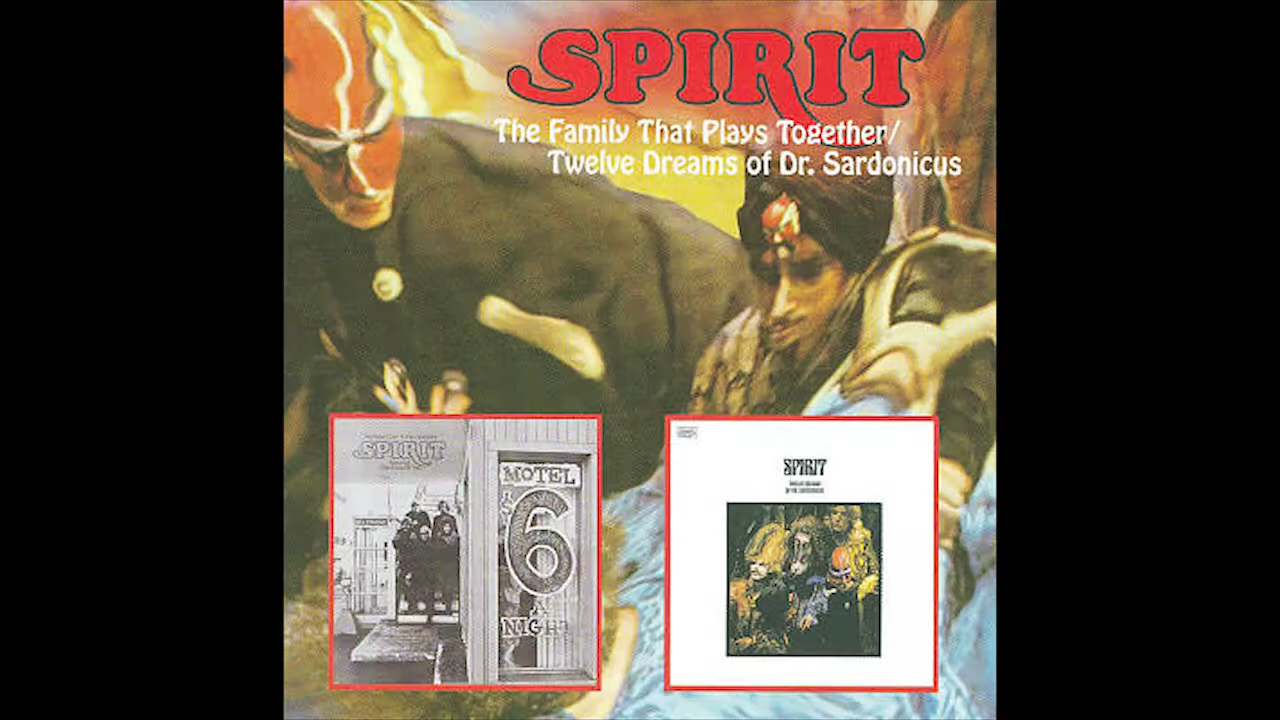 SPIRIT
The Family That Plays Together/
Twelve Dreams of Dr. Sardonicus
SPIRIT
MOTEL
$
6
A
NIGHT
SPIRIT